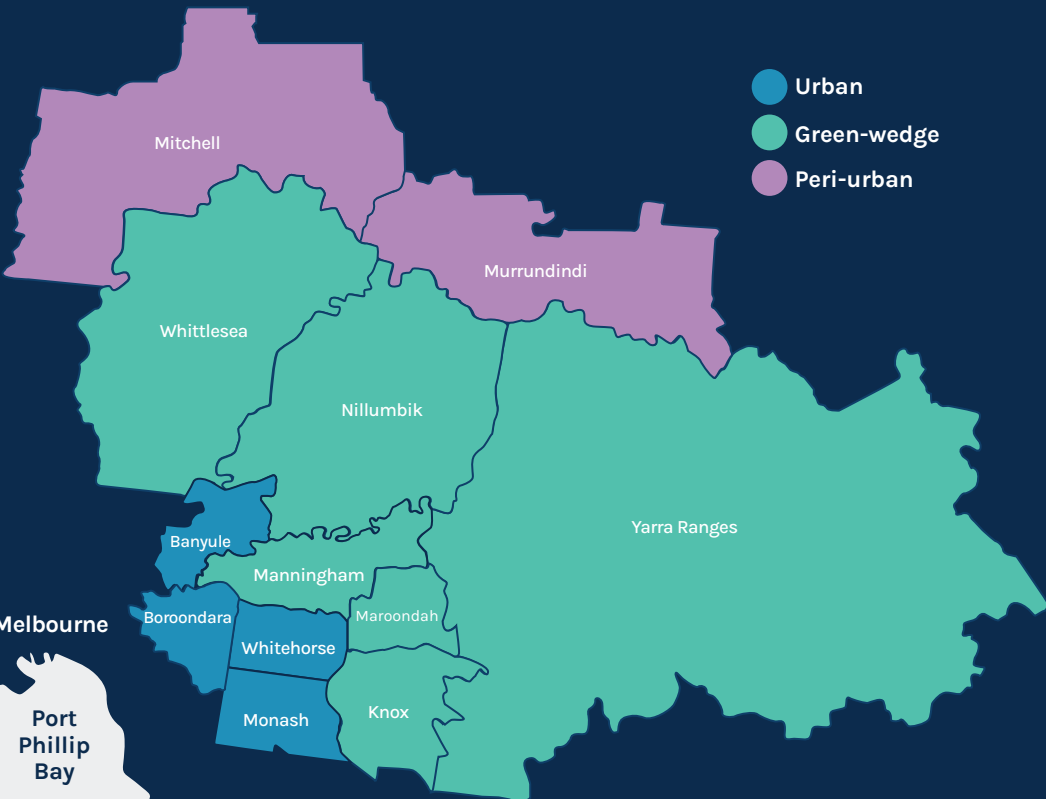 Urban
Green-wedge
Peri-urban
Mitchell
Murrundindi
Whittlesea
Nillumbik
Yarra Ranges
Banyule
Manningham
Boroondara
Maroondah
Melbourne
Whitehorse
Knox
Monash
Port
Phillip
Bay